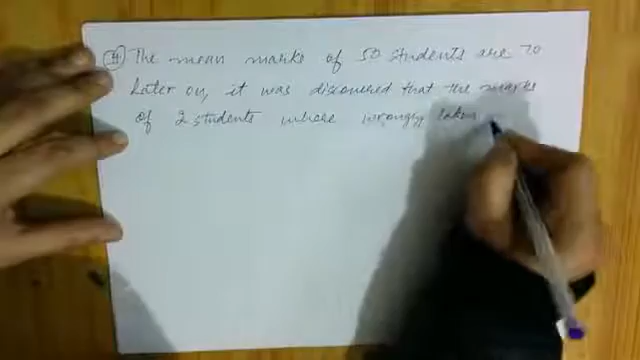 The mean marks of 50 students are 70
Later on, it was discovered that the marks
of 2 students where wrongly taken